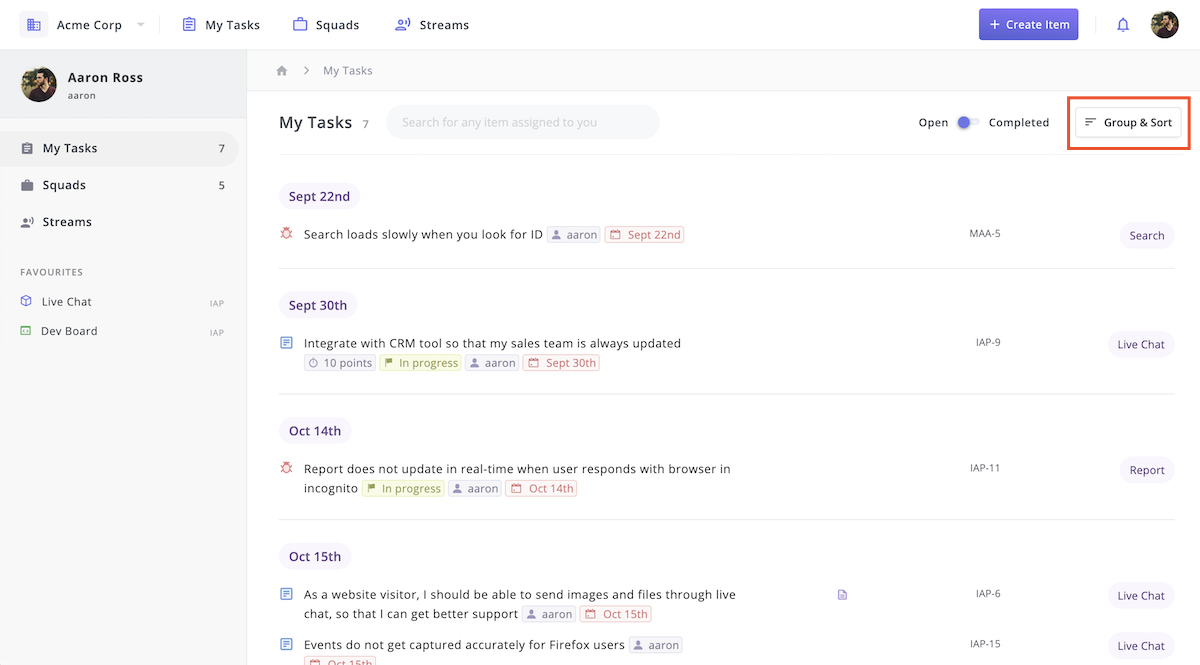 Acme Corp
My Tasks
Squads
Streams
+ Create Item
Aaron Ross
aaron
My Tasks 7
Squads 5
Streams
FAVOURITES
Live Chat IAP
Dev Board IAP
My Tasks
My Tasks 7
Search for any item assigned to you
Open Completed
Group & Sort
Sept 22nd
Search loads slowly when you look for ID aaron Sept 22nd MAA-5 Search
Sept 30th
Integrate with CRM tool so that my sales team is always updated IAP-9 Live Chat
10 points In progress aaron Sept 30th
Oct 14th
Report does not update in real-time when user responds with browser in IAP-11 Report
incognito In progress aaron Oct 14th
Oct 15th
As a website visitor, I should be able to send images and files through live IAP-6 Live Chat
chat, so that I can get better support aaron Oct 15th
Events do not get captured accurately for Firefox users aaron IAP-15 Live Chat
Oct 15th